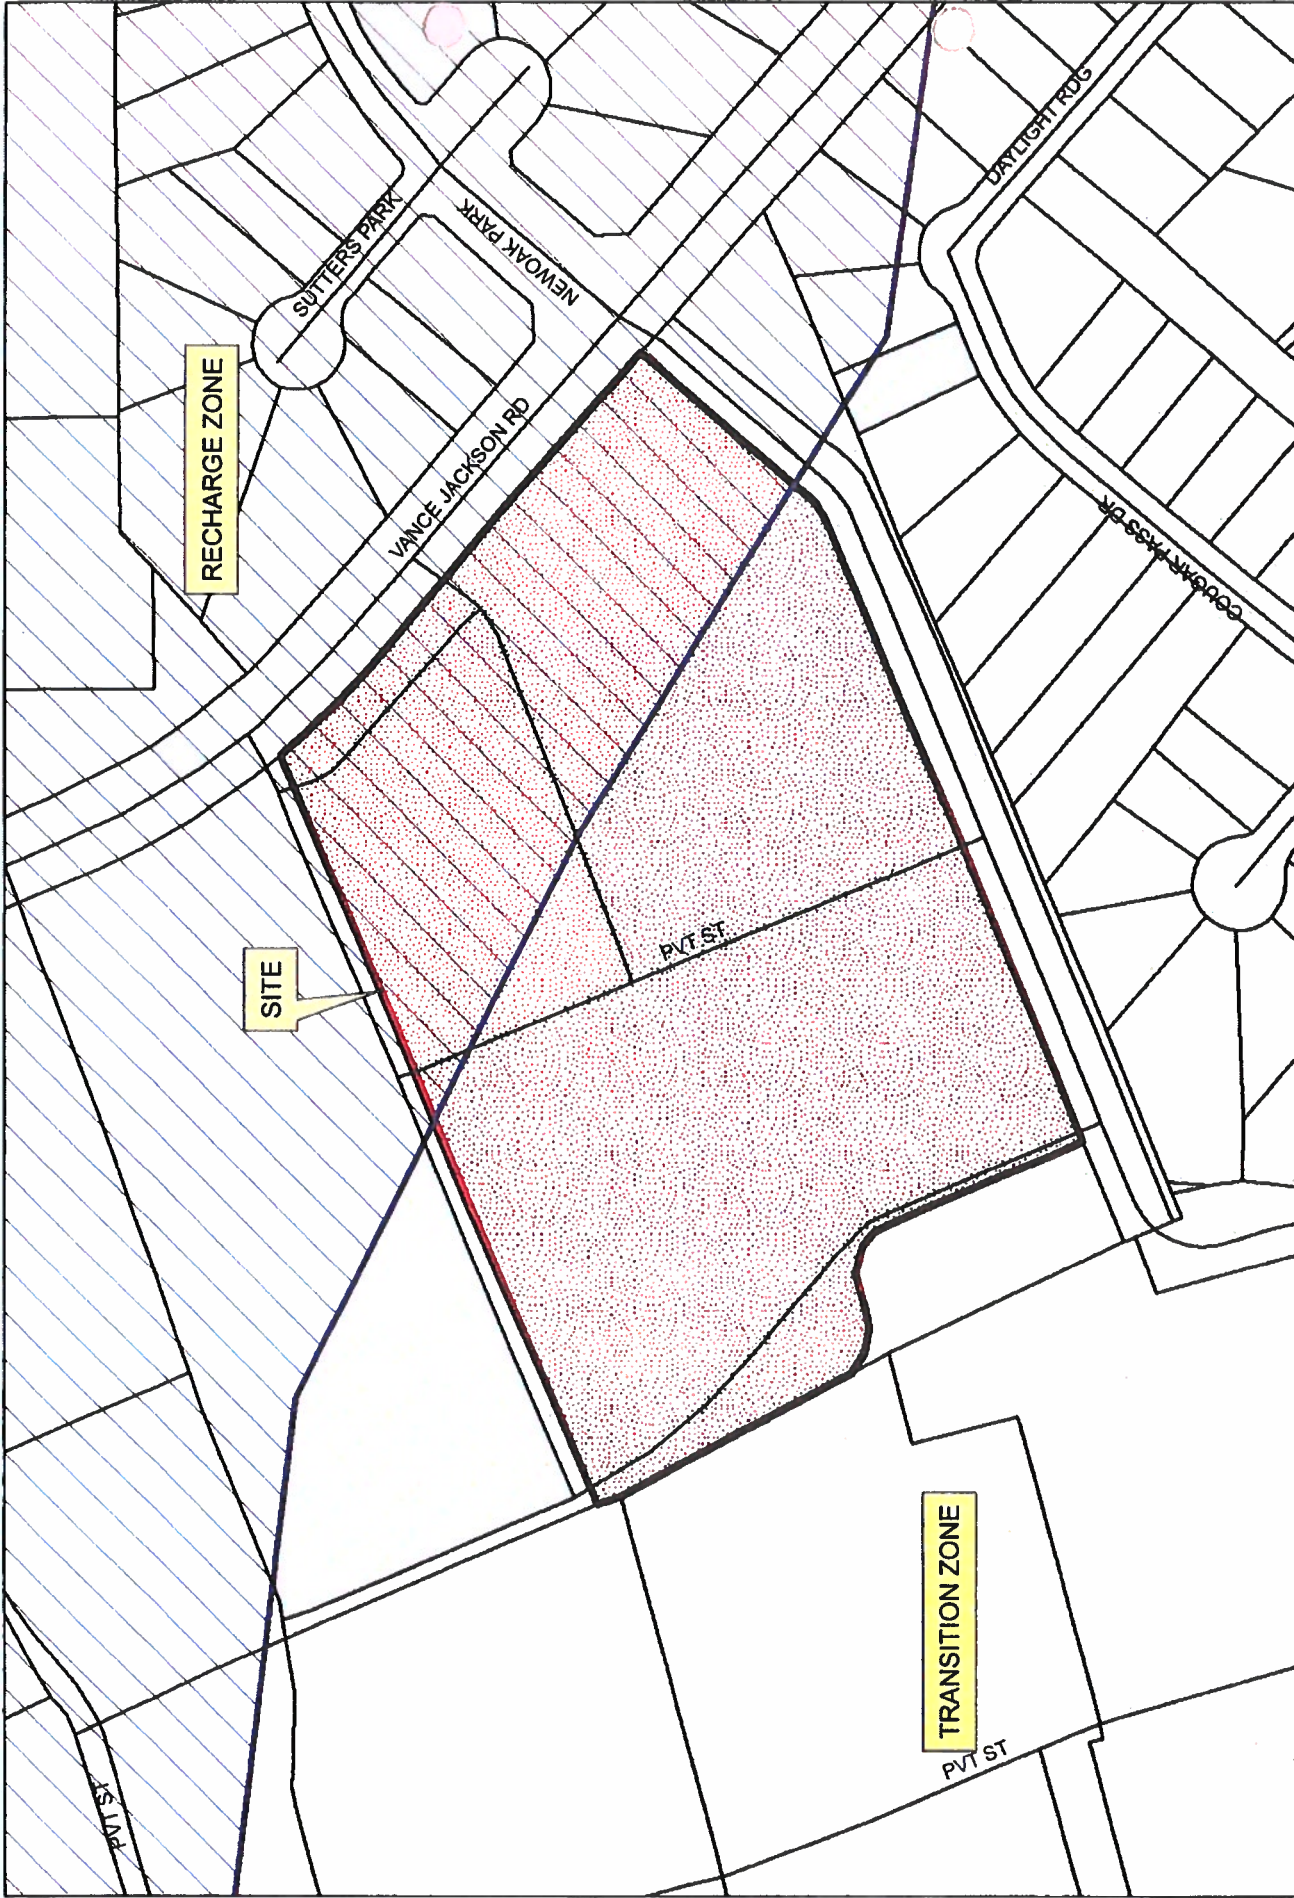 PVT ST
TRANSITION ZONE
PVT ST
SITE
PVT ST
RECHARGE ZONE
VANCE JACKSON RD
SUTTERS PARK
NEWOAK PARK
COUGAR PASS DR
DAYLIGHT RDG